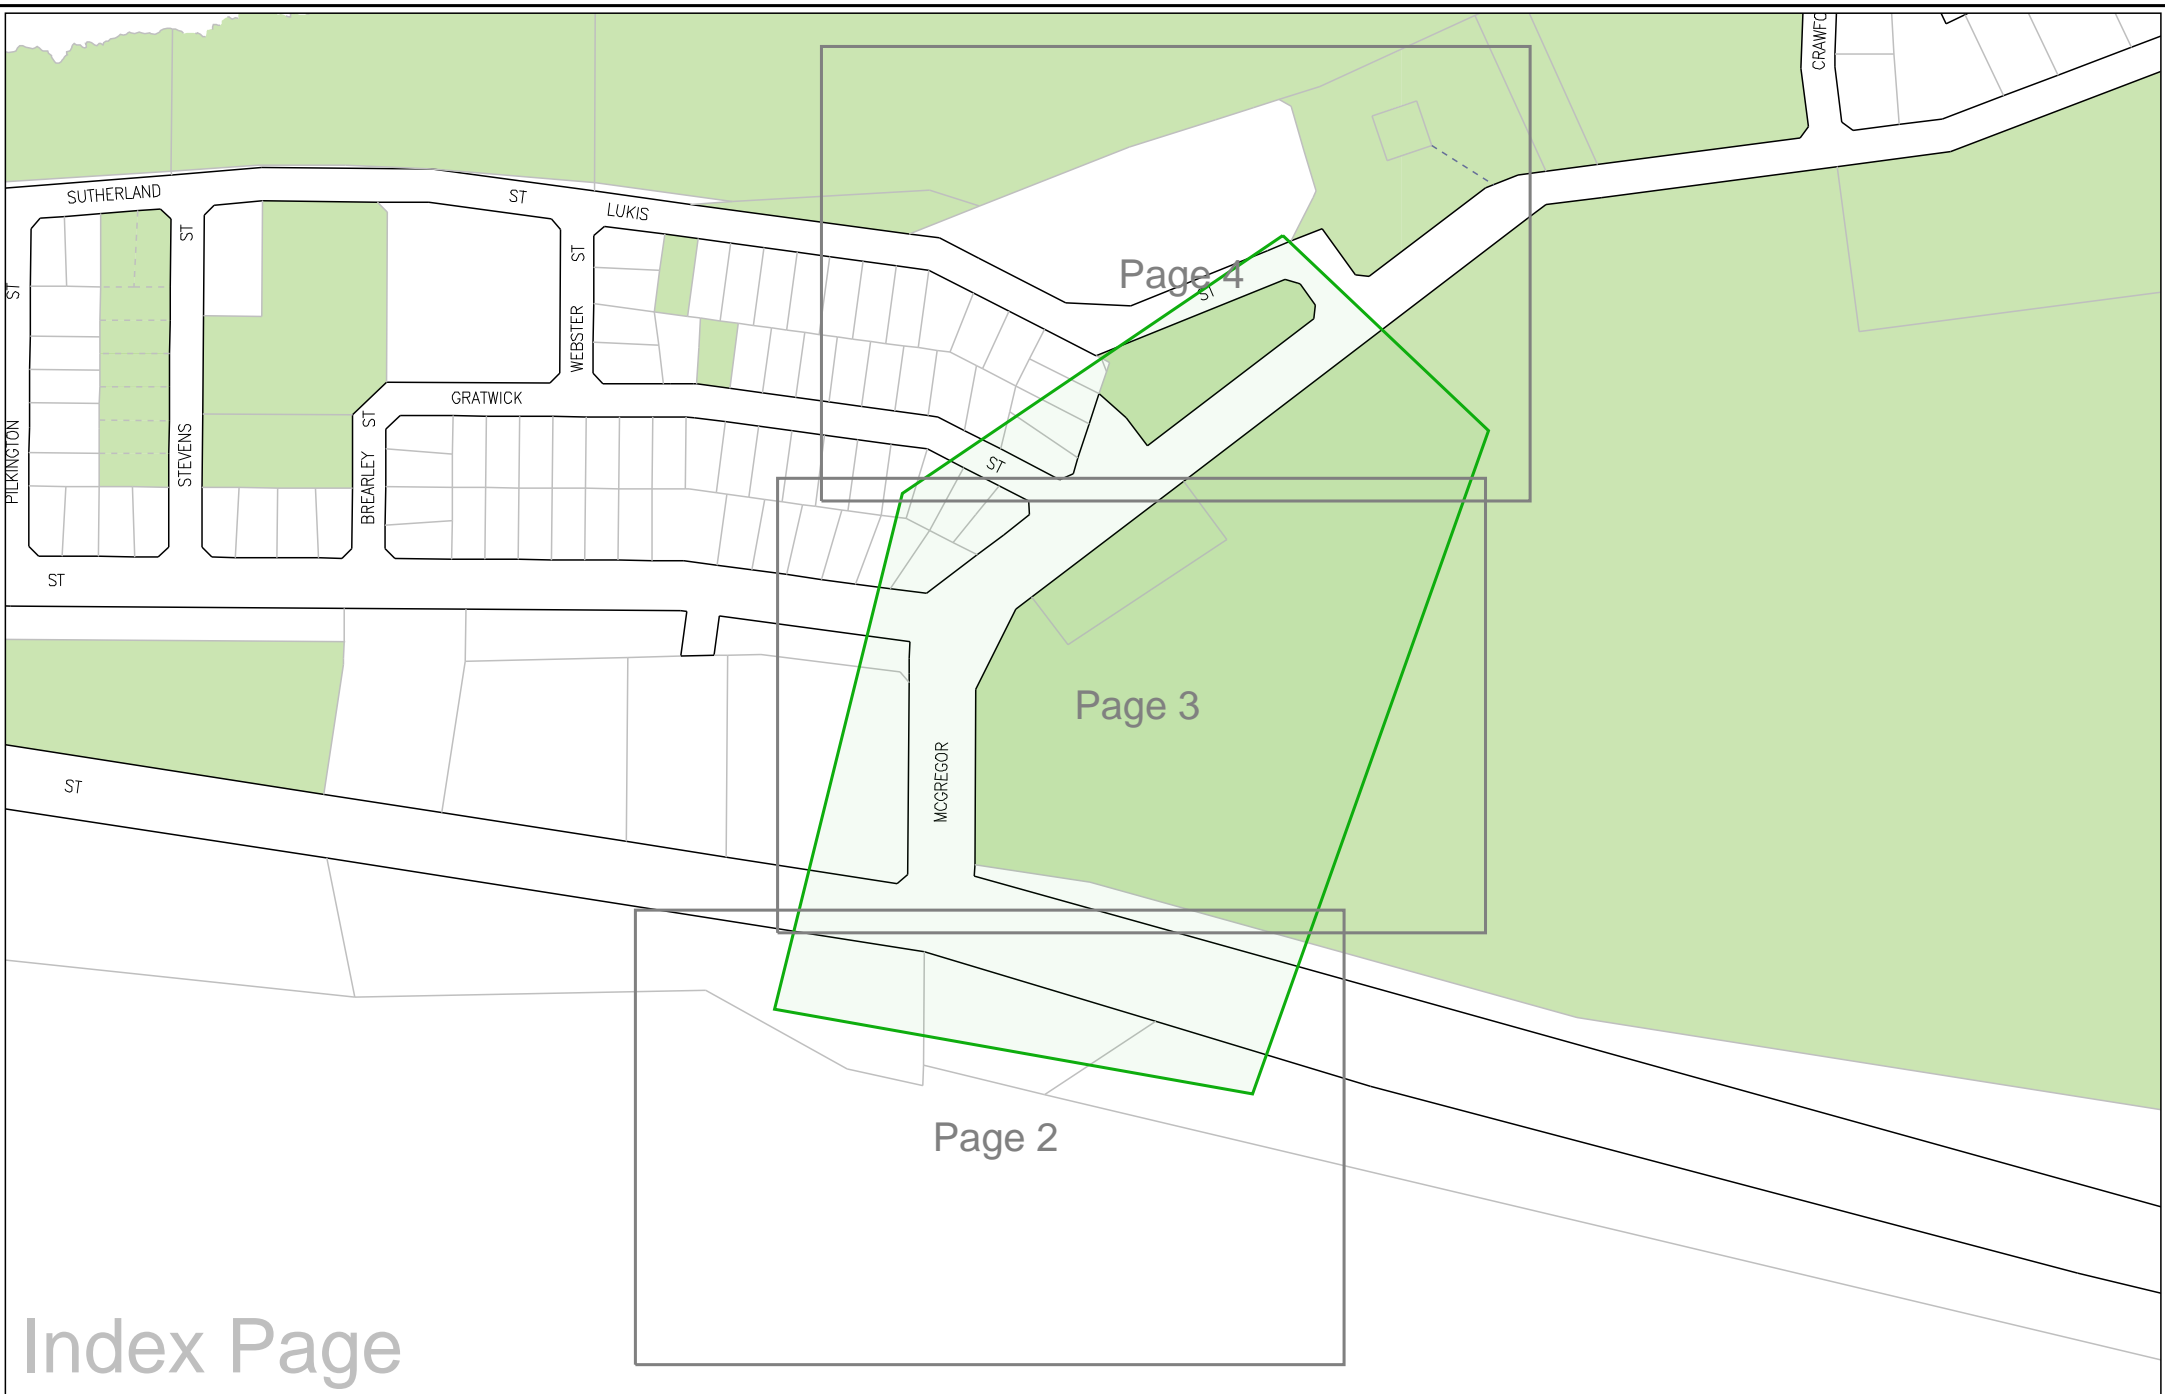 CRAWFO
SUTHERLAND
ST
LUKIS
ST
ST
ST
Page 4
ST
WEBSTER
GRATWICK
ST
PILKINGTON
STEVENS
BREARLEY
ST
ST
Page 3
MCGREGOR
ST
Page 2
Index Page